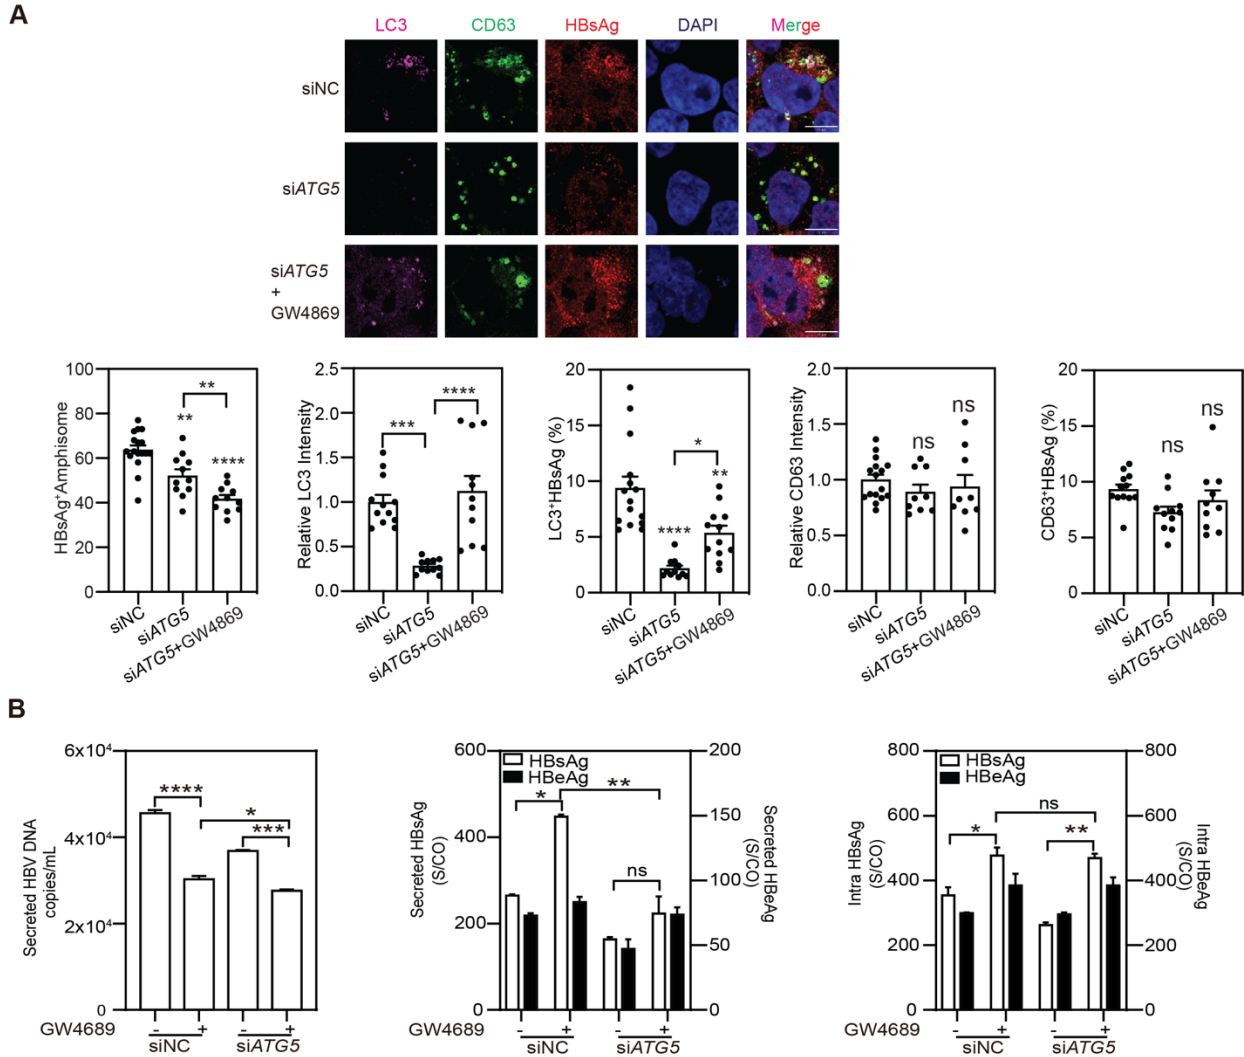 A
LC3 CD63 HBsAg DAPI Merge
siNC
siATG5
siATG5
+
GW4869
100
80
60
40
20
0
HBsAg⁺Amphisome
**
**
****
siNC
siATG5
siATG5+GW4869
2.5
2.0
1.5
1.0
0.5
0.0
Relative LC3 Intensity
***
****
siNC
siATG5
siATG5+GW4869
20
15
10
5
0
LC3⁺HBsAg (%)
*
**
****
siNC
siATG5
siATG5+GW4869
2.0
1.5
1.0
0.5
0.0
Relative CD63 Intensity
ns
ns
siNC
siATG5
siATG5+GW4869
20
15
10
5
0
CD63⁺HBsAg (%)
ns
ns
siNC
siATG5
siATG5+GW4869
B
6x10⁴
4x10⁴
2x10⁴
0
Secreted HBV DNA
copies/mL
****
*
***
GW4689 - + - +
siNC siATG5
600
400
200
0
Secreted HBsAg
(S/CO)
HBsAg
HBeAg
*
**
ns
200
150
100
50
0
Secreted HBeAg
(S/CO)
GW4689 - + - +
siNC siATG5
800
600
400
200
0
Intra HBsAg
(S/CO)
HBsAg
HBeAg
ns
*
**
800
600
400
200
0
Intra HBeAg
(S/CO)
GW4689 - + - +
siNC siATG5